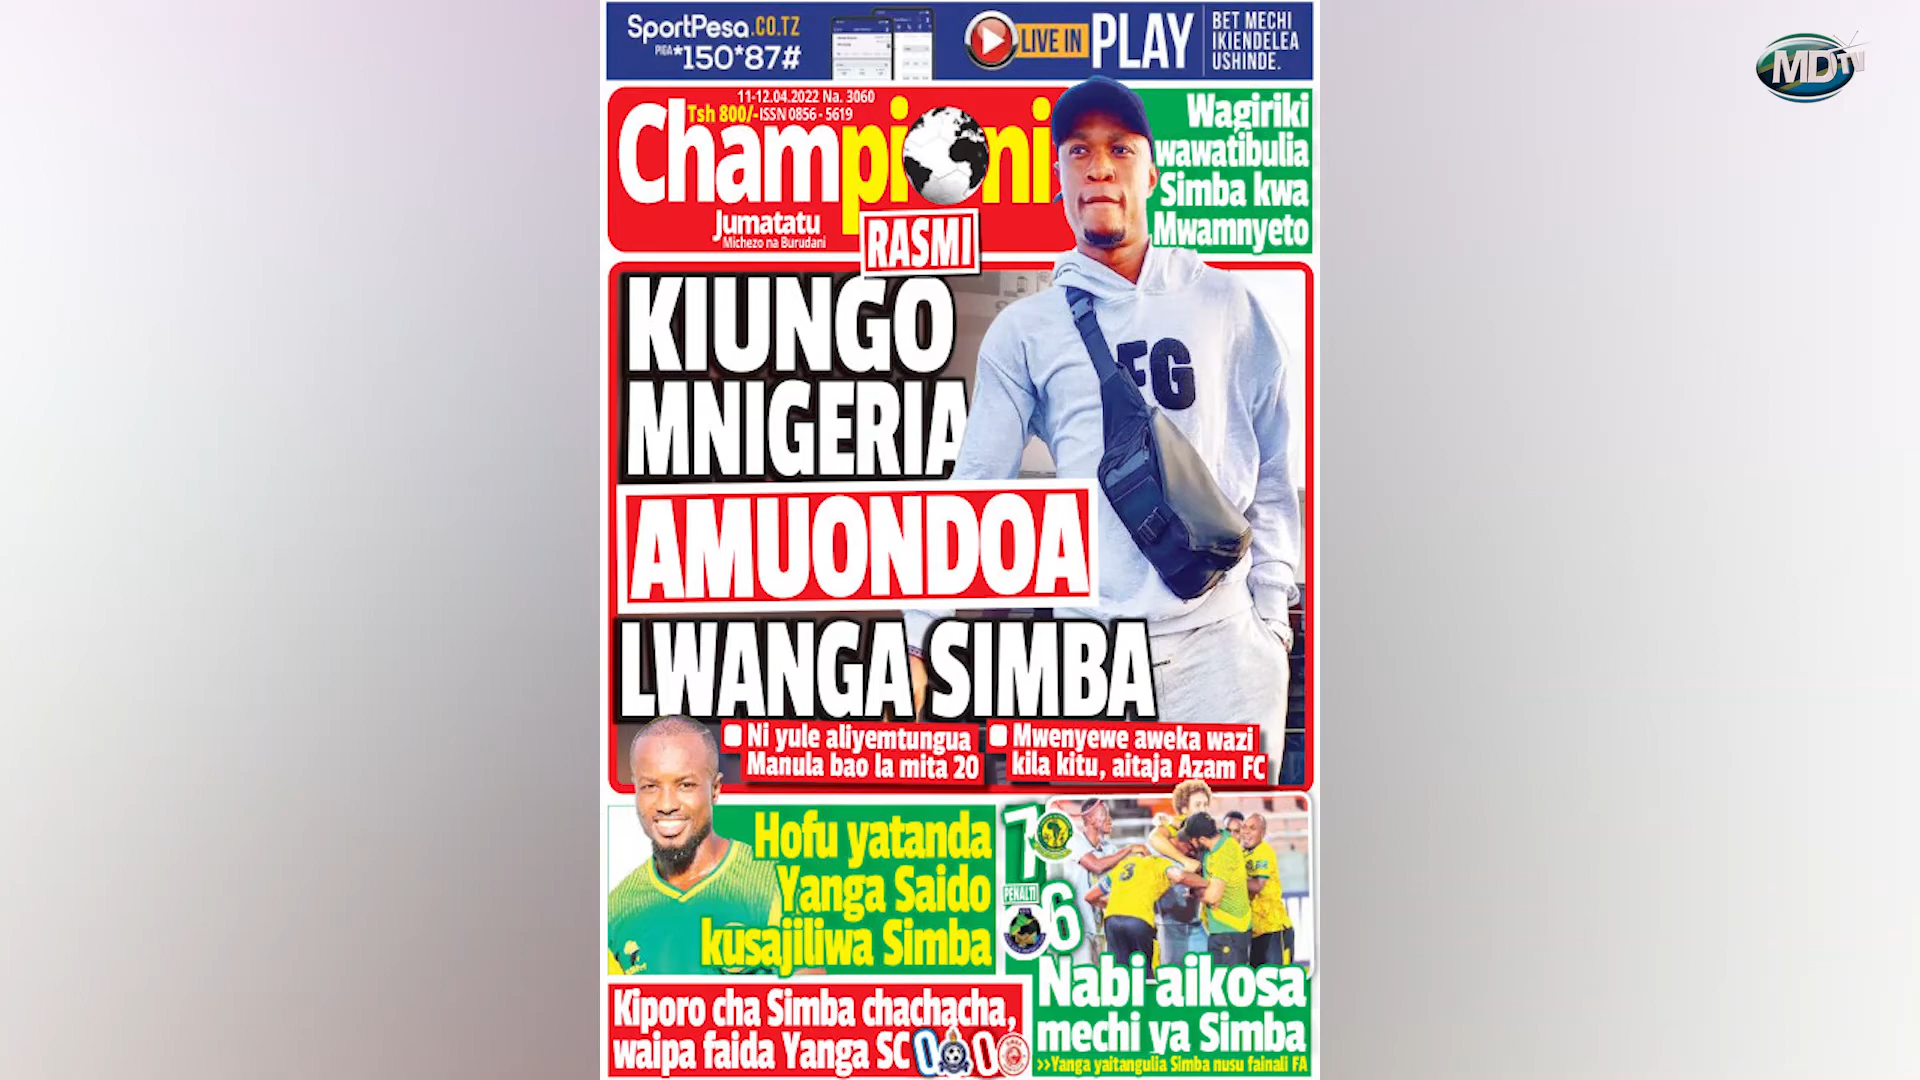 SportPesa.CO.TZ
PIGA *150*87#
LIVE IN PLAY
BET MECHI
IKIENDELEA
USHINDE.
MDTV
11-12.04.2022 Na. 3060
Tsh 800/- ISSN 0856 - 5619
Championi
Jumatatu
Michezo na Burudani
Wagiriki
wawatibulia
Simba kwa
Mwamnyeto
RASMI
KIUNGO
MNIGERIA
AMUONDOA
LWANGA SIMBA
FG
Ni yule aliyemtungua
Manula bao la mita 20
Mwenyewe aweka wazi
kila kitu, aitaja Azam FC
Hofu yatanda
Yanga Saido
kusajiliwa Simba
7
PENALTI
6
3
Nabi aikosa
mechi ya Simba
>>Yanga yaitangulia Simba nusu fainali FA
Kiporo cha Simba chachacha,
waipa faida Yanga SC 0 0